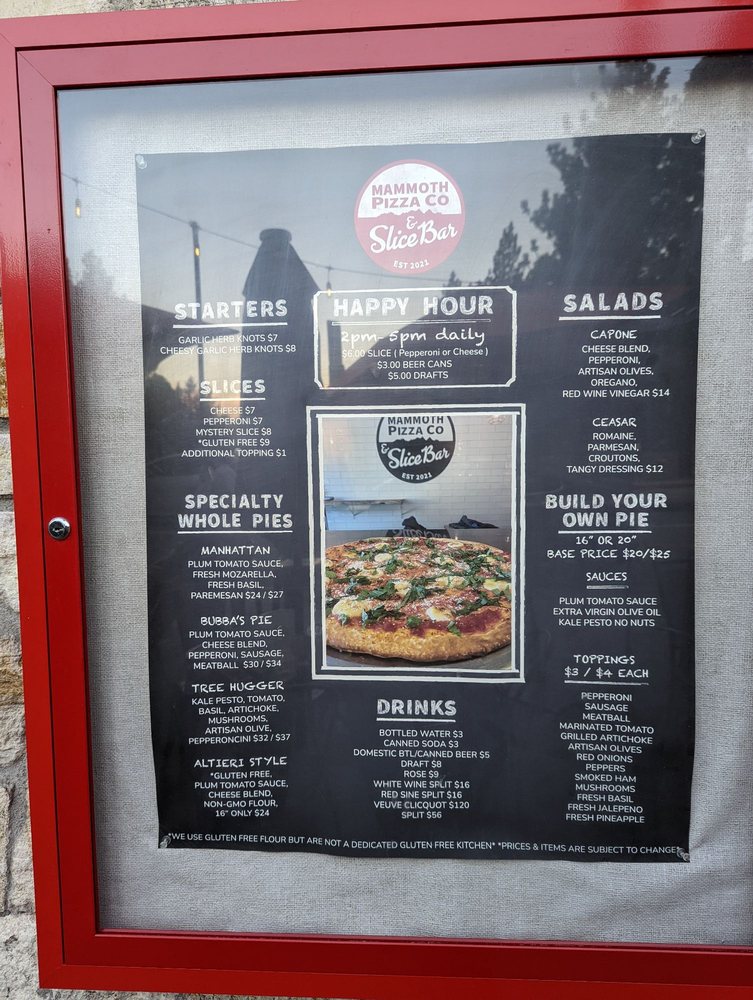 MAMMOTH
PIZZA CO
&
Slice Bar
EST 2021
STARTERS
GARLIC HERB KNOTS $7
CHEESY GARLIC HERB KNOTS $8
SLICES
CHEESE $7
PEPPERONI $7
MYSTERY SLICE $8
*GLUTEN FREE $9
ADDITIONAL TOPPING $1
SPECIALTY
WHOLE PIES
MANHATTAN
PLUM TOMATO SAUCE,
FRESH MOZARELLA,
FRESH BASIL,
PAREMESAN $24 / $27
BUBBA'S PIE
PLUM TOMATO SAUCE,
CHEESE BLEND,
PEPPERONI, SAUSAGE,
MEATBALL $30 / $34
TREE HUGGER
KALE PESTO, TOMATO,
BASIL, ARTICHOKE,
MUSHROOMS,
ARTISAN OLIVE,
PEPPERONCINI $32 / $37
ALTIERI STYLE
*GLUTEN FREE,
PLUM TOMATO SAUCE,
CHEESE BLEND,
NON-GMO FLOUR,
16" ONLY $24
HAPPY HOUR
2pm-5pm daily
$6.00 SLICE ( Pepperoni or Cheese )
$3.00 BEER CANS
$5.00 DRAFTS
MAMMOTH
PIZZA CO
&
Slice Bar
EST 2021
DRINKS
BOTTLED WATER $3
CANNED SODA $3
DOMESTIC BTL/CANNED BEER $5
DRAFT $8
ROSE $9
WHITE WINE SPLIT $16
RED SINE SPLIT $16
VEUVE CLICQUOT $120
SPLIT $56
SALADS
CAPONE
CHEESE BLEND,
PEPPERONI,
ARTISAN OLIVES,
OREGANO,
RED WINE VINEGAR $14
CEASAR
ROMAINE,
PARMESAN,
CROUTONS,
TANGY DRESSING $12
BUILD YOUR
OWN PIE
16" OR 20"
BASE PRICE $20/$25
SAUCES
PLUM TOMATO SAUCE
EXTRA VIRGIN OLIVE OIL
KALE PESTO NO NUTS
TOPPINGS
$3 / $4 EACH
PEPPERONI
SAUSAGE
MEATBALL
MARINATED TOMATO
GRILLED ARTICHOKE
ARTISAN OLIVES
RED ONIONS
PEPPERS
SMOKED HAM
MUSHROOMS
FRESH BASIL
FRESH JALEPENO
FRESH PINEAPPLE
*WE USE GLUTEN FREE FLOUR BUT ARE NOT A DEDICATED GLUTEN FREE KITCHEN* *PRICES & ITEMS ARE SUBJECT TO CHANGE*